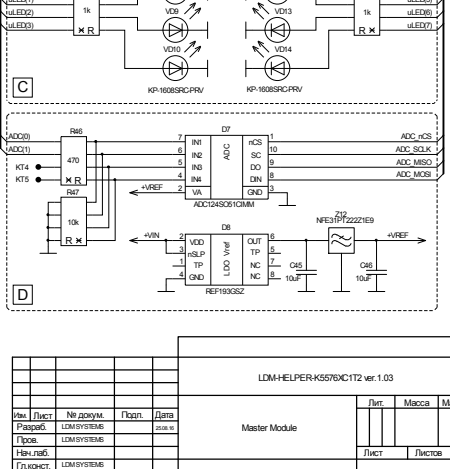 uLED(1)
uLED(2)
uLED(3)
1k
R
VD9
VD10
VD13
VD14
1k
R
uLED(6)
uLED(7)
KP-1608SRC-PRV
KP-1608SRC-PRV
C
ADC(0)
ADC(1)
KT4
KT5
R46
470
R
R47
10k
R
D7
7 IN1 nCS 1
6 IN2 SC 10
5 IN3 DO 9
4 IN4 DIN 8
2 VA GND 3
ADC
+VREF
ADC124S051CIMM
ADC_nCS
ADC_SCLK
ADC_MISO
ADC_MOSI
D8
+VIN
2 VDD OUT 6
3 nSLP TP 5
1 TP NC 7
4 GND NC 8
LDO Vref
REF193GSZ
Z12
NFE31PT222Z1E9
+VREF
C45
10uF
C46
10uF
D
LDM-HELPER-K5576XC1T2 ver.1.03
Изм. Лист № докум. Подп. Дата
Разраб. LDM SYSTEMS 25.08.16
Пров. LDM SYSTEMS
Нач.лаб.
Гл.конст. LDM SYSTEMS
Master Module
Лит. Масса
Лист Листов